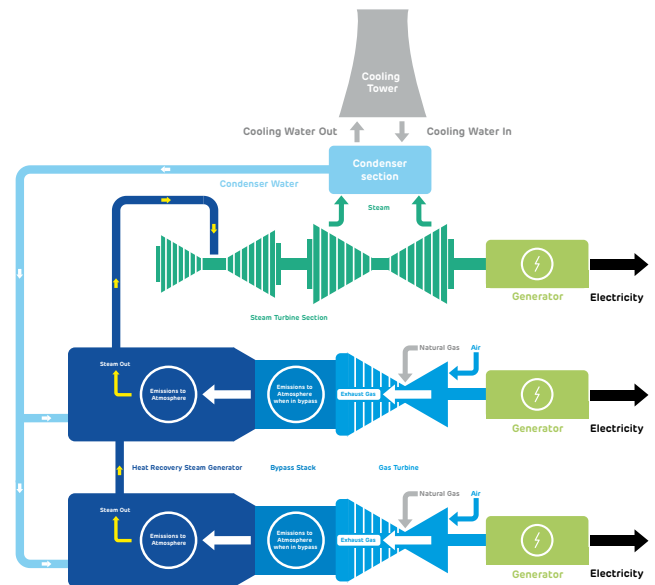 Cooling
Tower
Cooling Water Out
Cooling Water In
Condenser
section
Condenser Water
Steam
Steam Turbine Section
Generator
Electricity
Steam Out
Emissions to
Atmosphere
Emissions to
Atmosphere
when in bypass
Exhaust Gas
Natural Gas
Air
Generator
Electricity
Heat Recovery Steam Generator
Bypass Stack
Gas Turbine
Steam Out
Emissions to
Atmosphere
Emissions to
Atmosphere
when in bypass
Exhaust Gas
Natural Gas
Air
Generator
Electricity